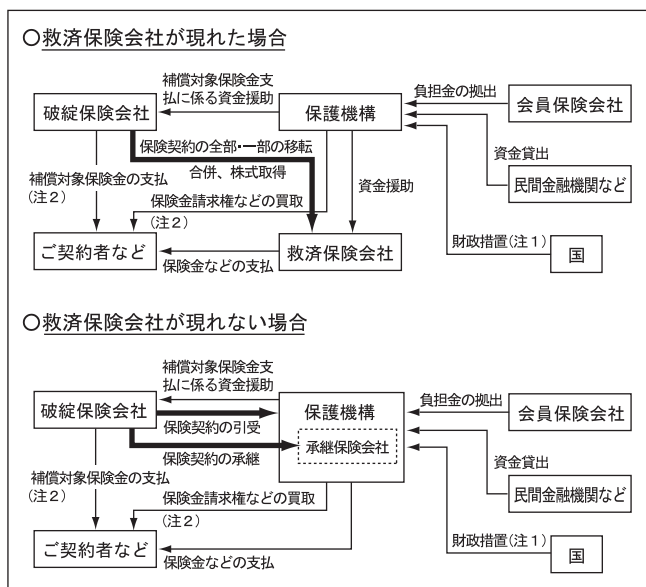 ○救済保険会社が現れた場合
補償対象保険金支
払に係る資金援助
負担金の拠出
破綻保険会社
保護機構
会員保険会社
保険契約の全部・一部の移転
合併、株式取得
資金貸出
補償対象保険金の支払
(注2)
保険金請求権などの買取
(注2)
資金援助
民間金融機関など
ご契約者など
保険金などの支払
救済保険会社
財政措置(注1)
国
○救済保険会社が現れない場合
補償対象保険金支
払に係る資金援助
負担金の拠出
破綻保険会社
保護機構
会員保険会社
保険契約の引受
承継保険会社
保険契約の承継
資金貸出
補償対象保険金の支払
(注2)
保険金請求権などの買取
(注2)
民間金融機関など
ご契約者など
保険金などの支払
財政措置(注1)
国